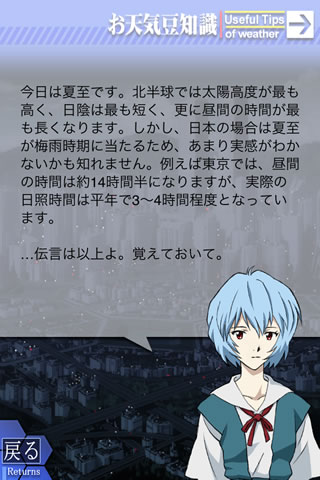 お天気豆知識
Useful Tips
of weather
今日は夏至です。北半球では太陽高度が最も
高く、日陰は最も短く、更に昼間の時間が最
も長くなります。しかし、日本の場合は夏至
が梅雨時期に当たるため、あまり実感がわか
ないかも知れません。例えば東京では、昼間
の時間は約14時間半になりますが、実際の
日照時間は平年で3〜4時間程度となってい
ます。
…伝言は以上よ。覚えておいて。
戻る
Returns